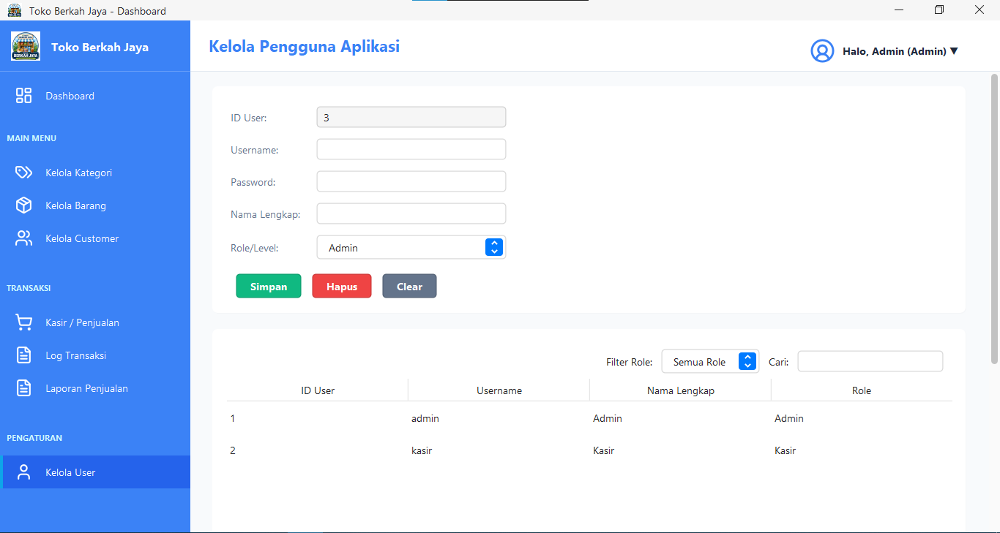 Toko Berkah Jaya - Dashboard
BERKAH JAYA
Toko Berkah Jaya
Kelola Pengguna Aplikasi
Halo, Admin (Admin) ▼
Dashboard
MAIN MENU
Kelola Kategori
Kelola Barang
Kelola Customer
TRANSAKSI
Kasir / Penjualan
Log Transaksi
Laporan Penjualan
PENGATURAN
Kelola User
ID User: 3
Username:
Password:
Nama Lengkap:
Role/Level: Admin
Simpan Hapus Clear
Filter Role: Semua Role Cari:
ID User Username Nama Lengkap Role
1 admin Admin Admin
2 kasir Kasir Kasir